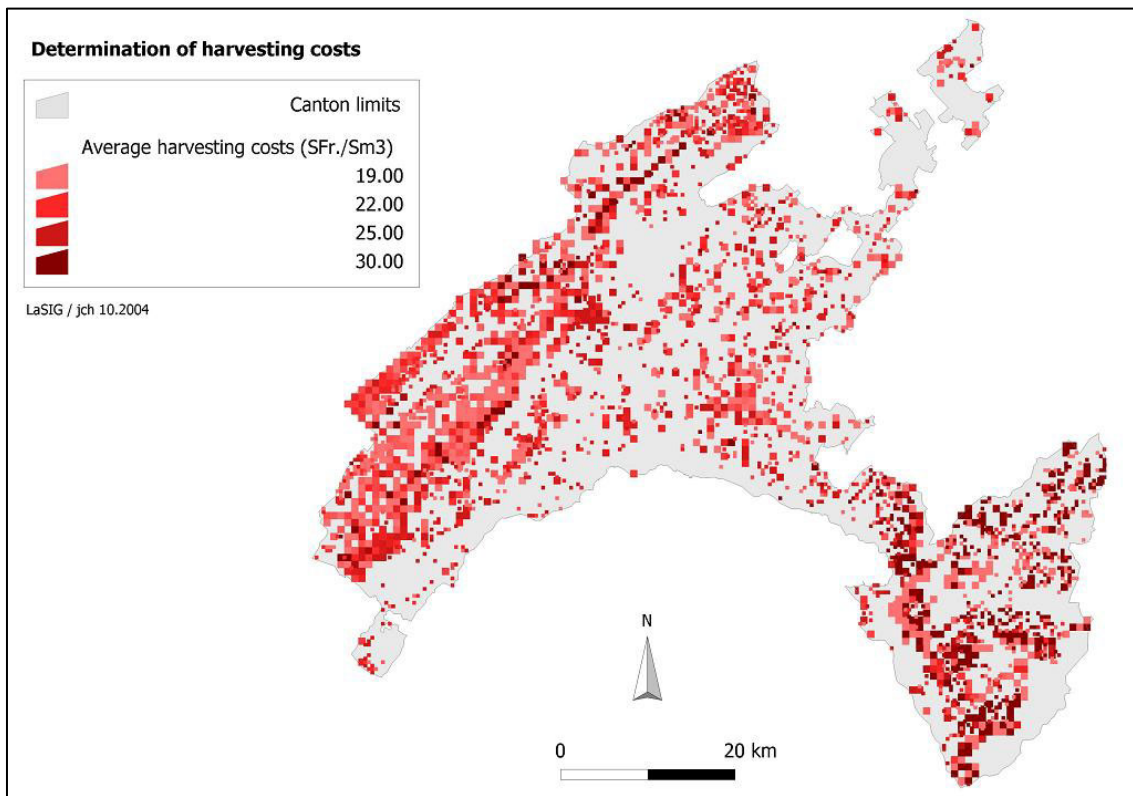 Determination of harvesting costs
Canton limits
Average harvesting costs (SFr./Sm3)
19.00
22.00
25.00
30.00
LaSIG / jch 10.2004
N
0 20 km